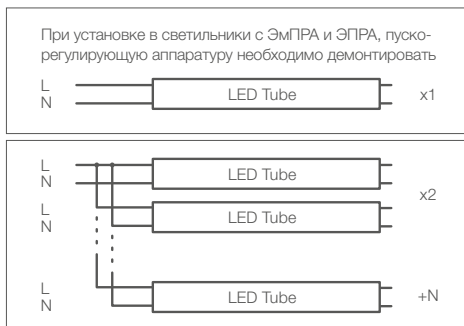 При установке в светильники с ЭмПРА и ЭПРА, пуско-
регулирующую аппаратуру необходимо демонтировать
L
N
LED Tube
x1
L
N
LED Tube
x2
L
N
LED Tube
L
N
LED Tube
+N